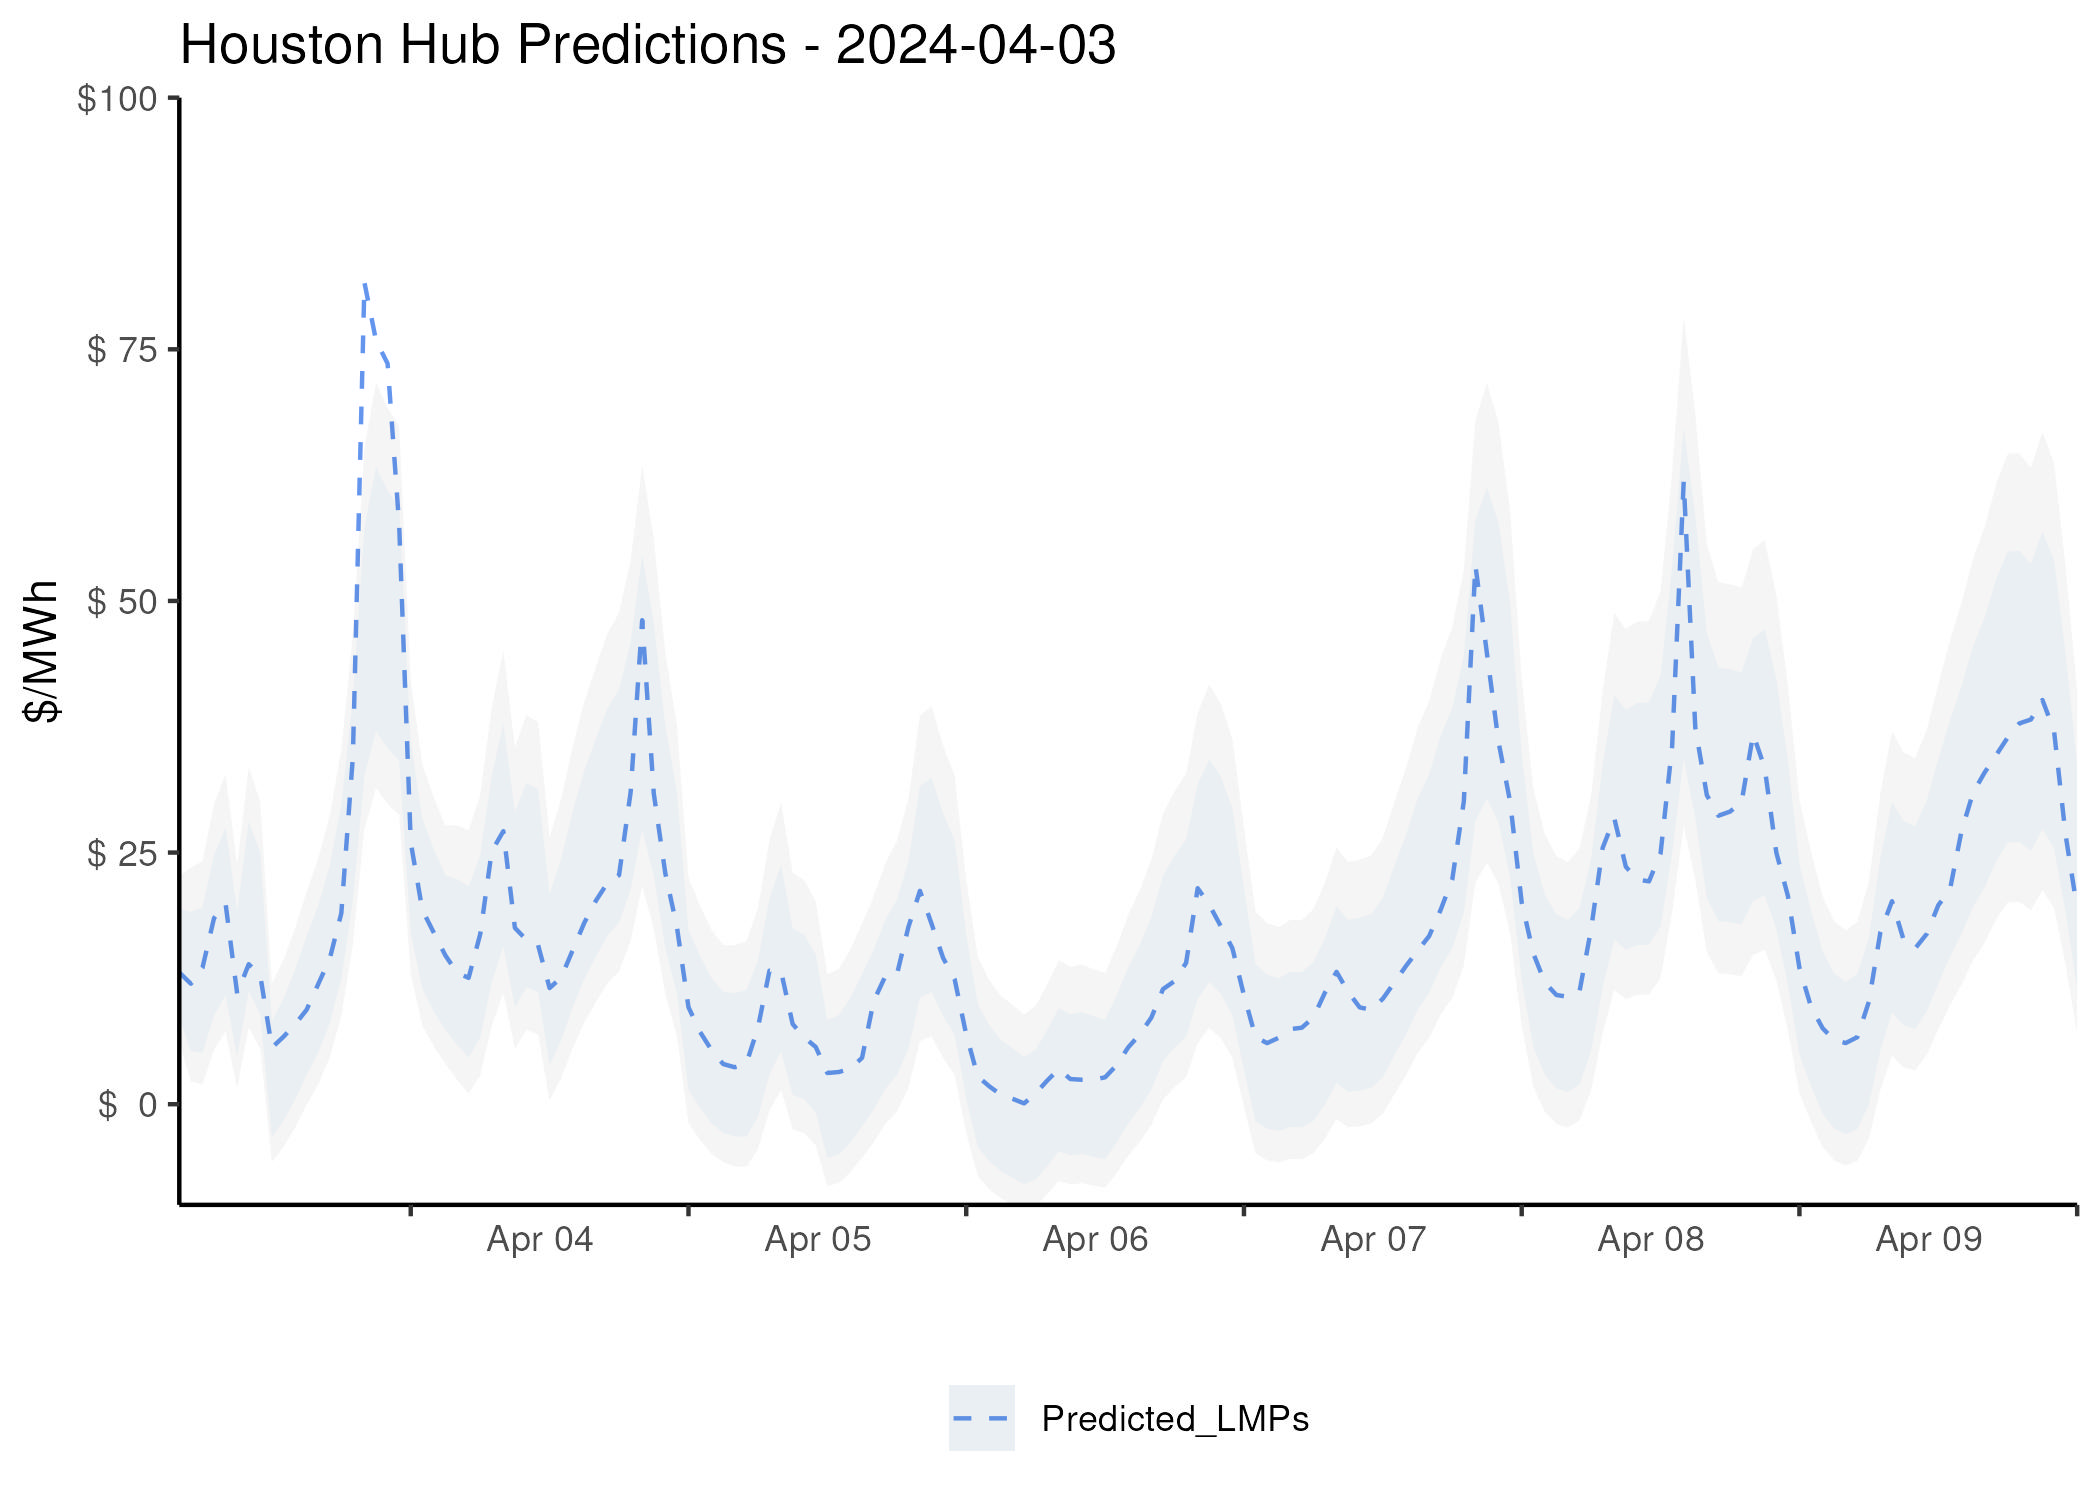 Houston Hub Predictions - 2024-04-03
$100
$ 75
$ 50
$ 25
$  0
$/MWh
Apr 04
Apr 05
Apr 06
Apr 07
Apr 08
Apr 09
Predicted_LMPs